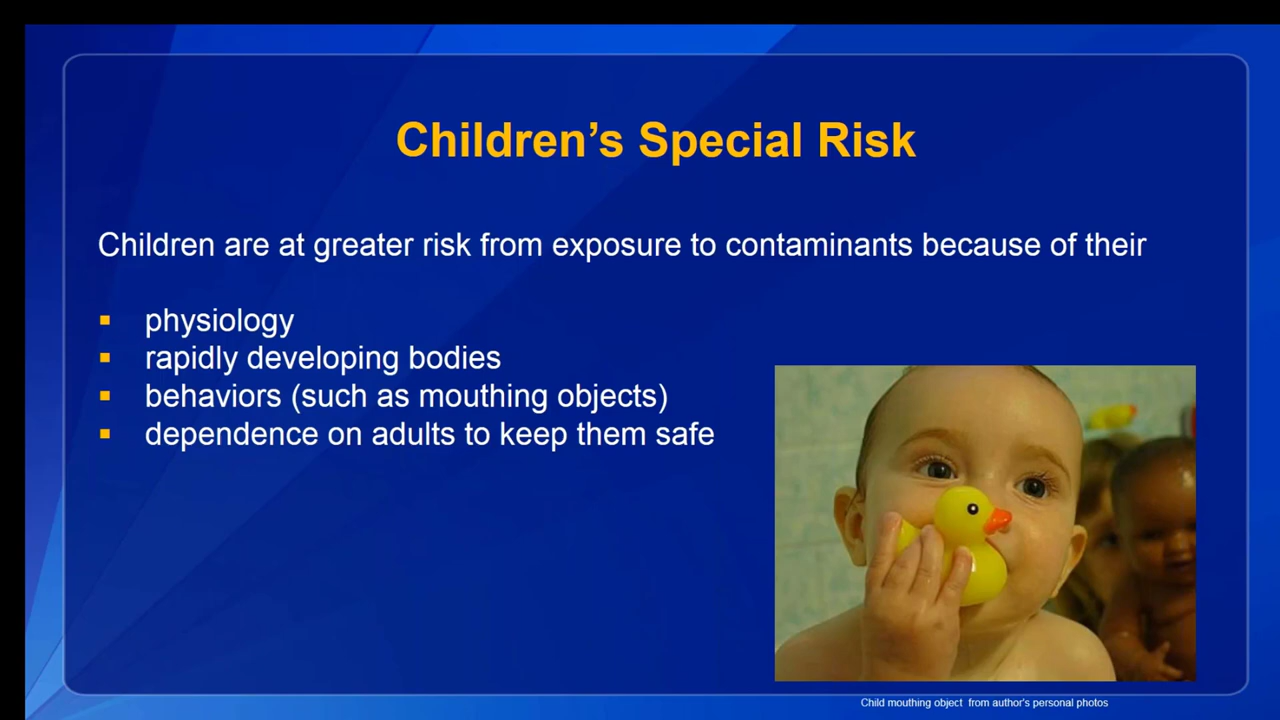 Children’s Special Risk
Children are at greater risk from exposure to contaminants because of their
▪ physiology
▪ rapidly developing bodies
▪ behaviors (such as mouthing objects)
▪ dependence on adults to keep them safe
Child mouthing object from author's personal photos